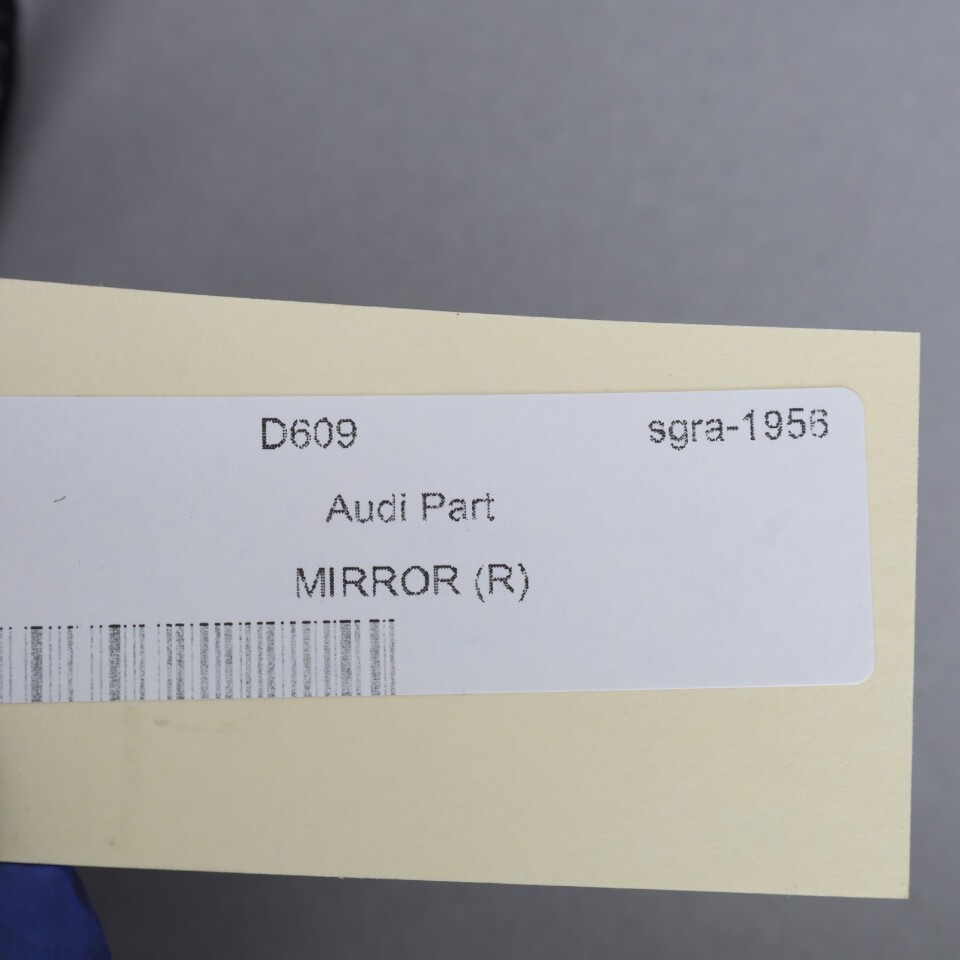 D609 sgra-1956
Audi Part
MIRROR (R)